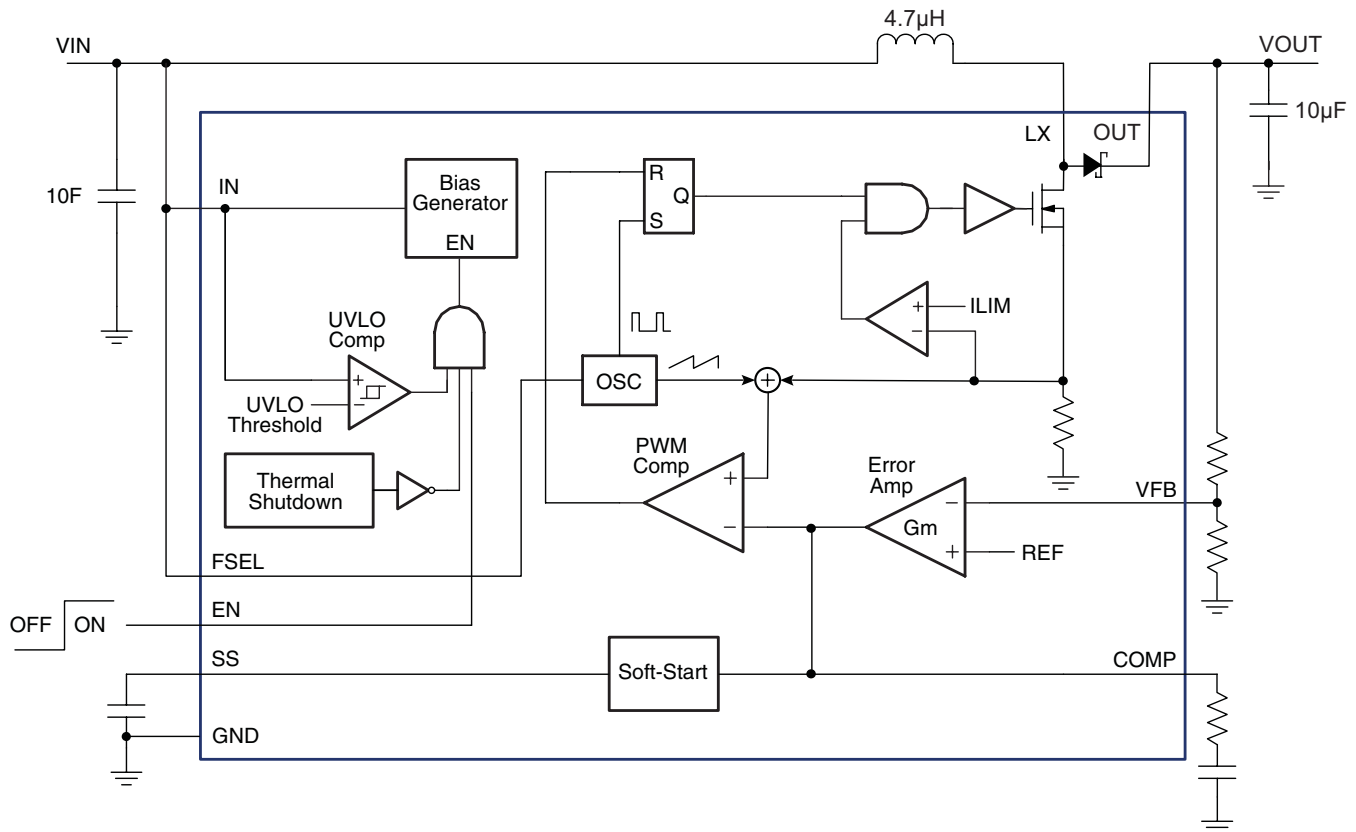 4.7µH
VIN
VOUT
10µF
LX
OUT
10F
IN
Bias
Generator
EN
R
Q
S
ILIM
+
−
UVLO
Comp
+
−
UVLO
Threshold
OSC
+
Thermal
Shutdown
PWM
Comp
+
−
Error
Amp
Gm
−
+
VFB
REF
FSEL
OFF
ON
EN
SS
Soft-Start
COMP
GND